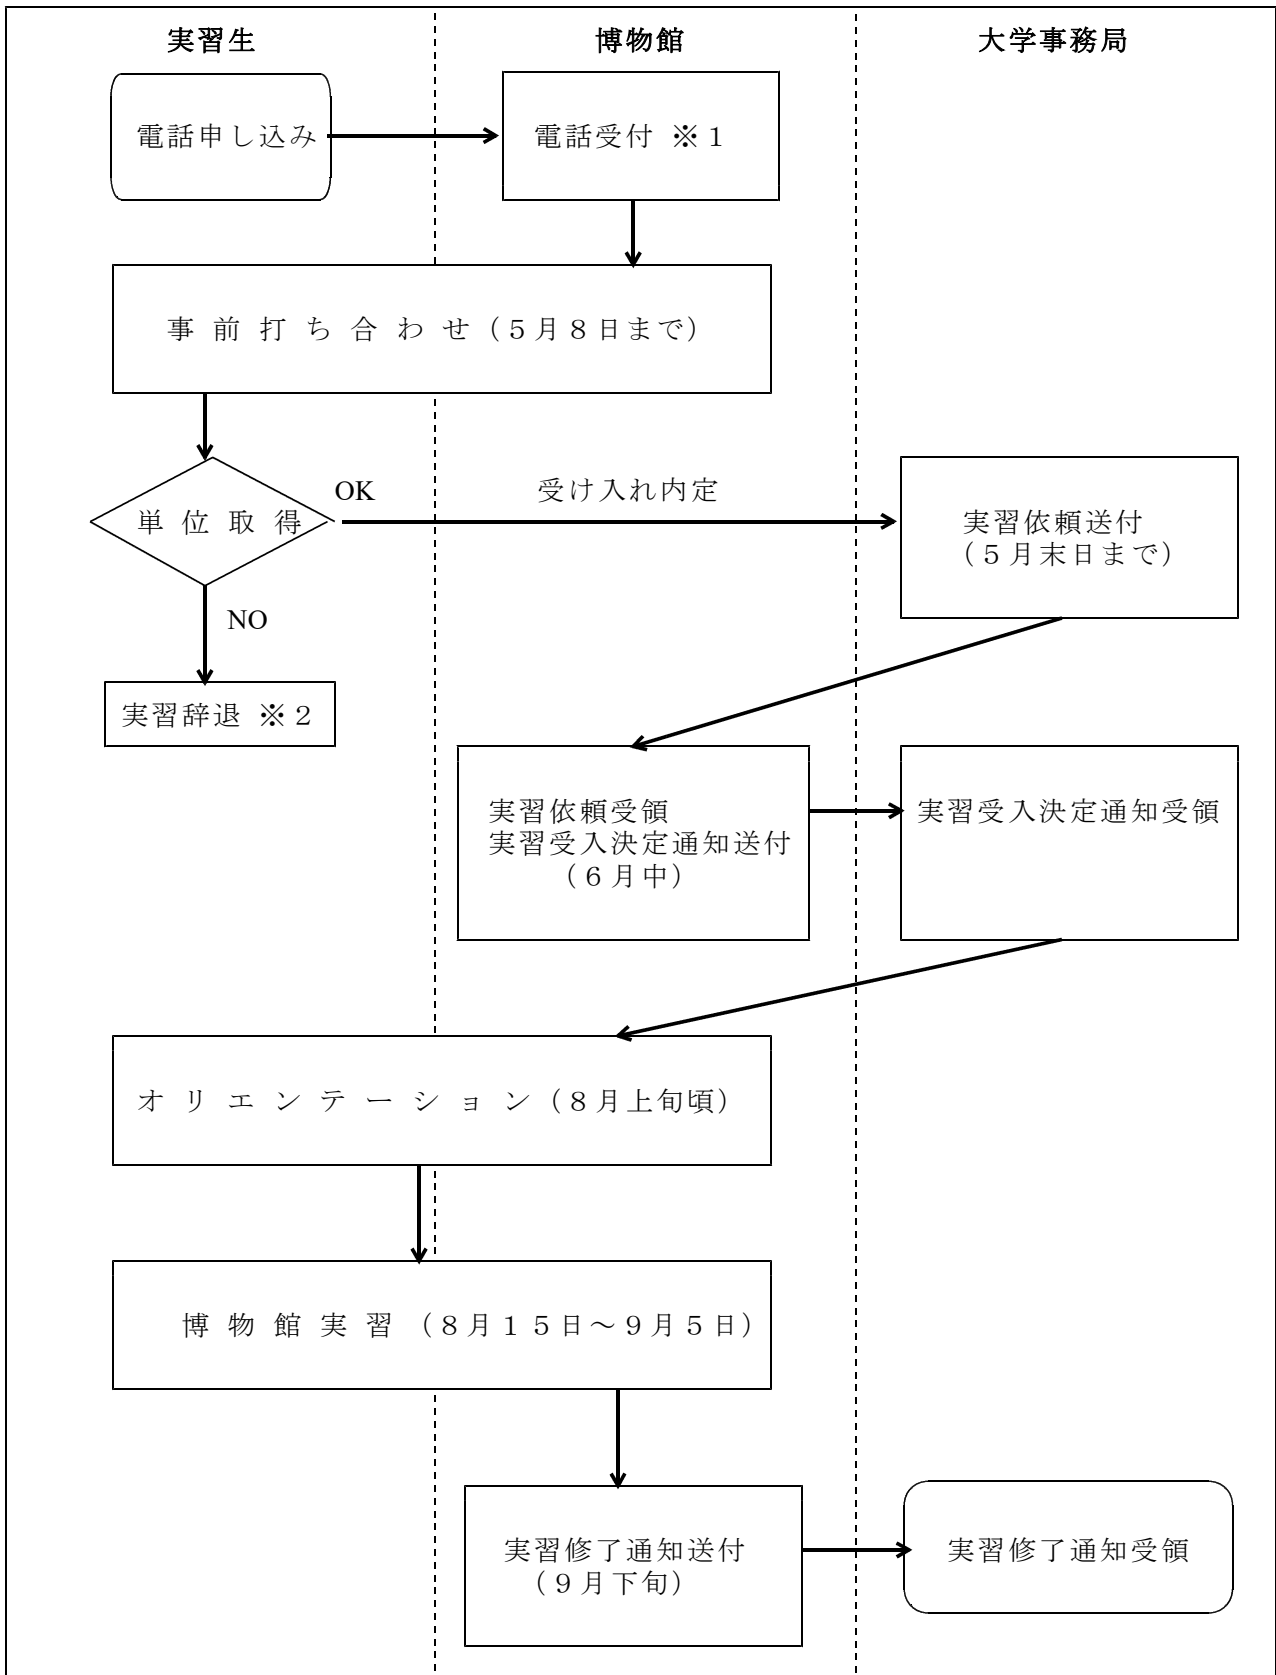 実習生
博物館
大学事務局
電話申し込み
電話受付 ※１
事前打ち合わせ（５月８日まで）
単位取得
OK
受け入れ内定
実習依頼送付
（５月末日まで）
NO
実習辞退 ※２
実習依頼受領
実習受入決定通知送付
（６月中）
実習受入決定通知受領
オリエンテーション（８月上旬頃）
博物館実習（８月１５日～９月５日）
実習修了通知送付
（９月下旬）
実習修了通知受領